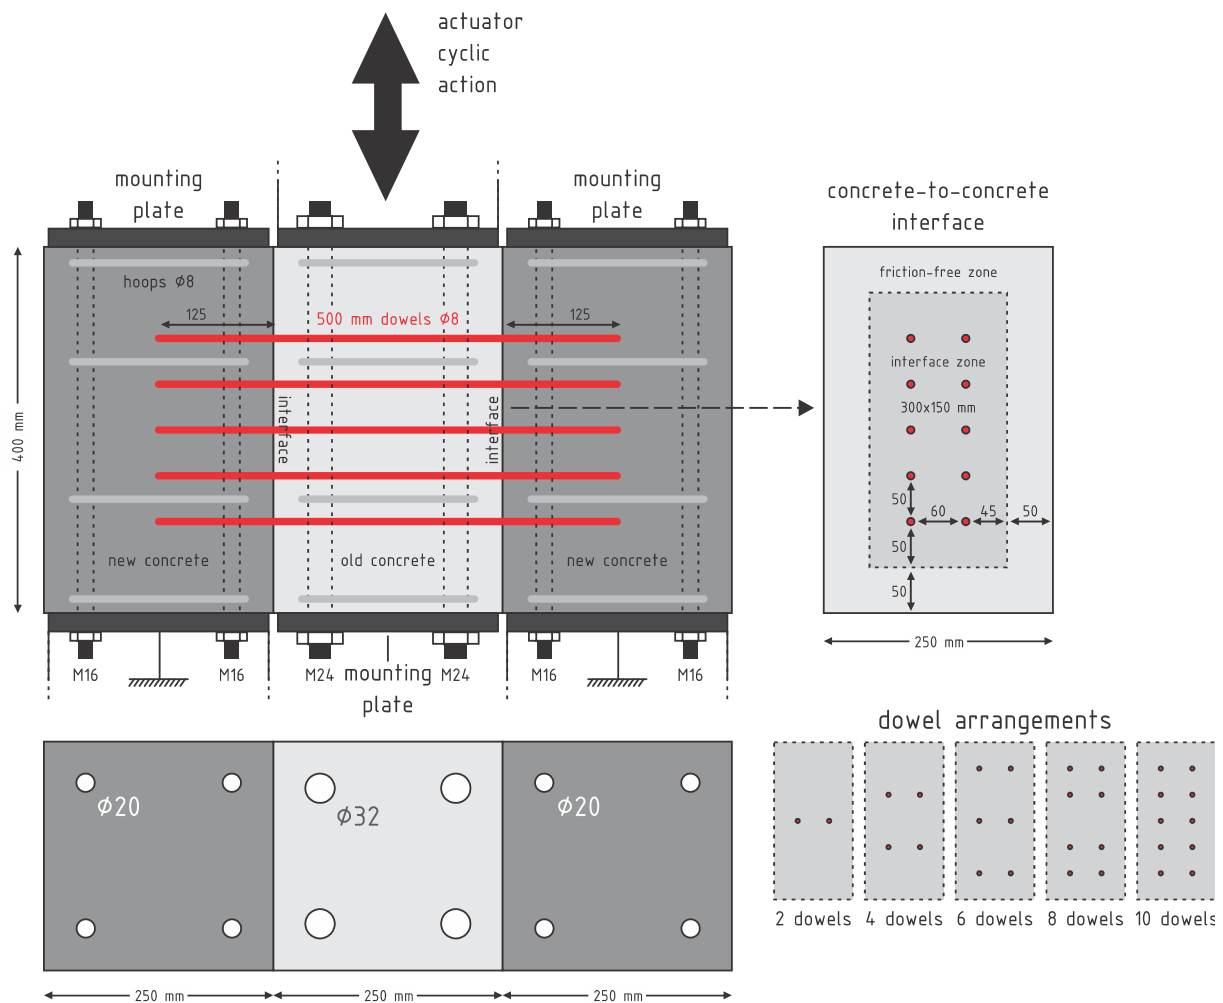 actuator
cyclic
action
mounting
plate
mounting
plate
concrete-to-concrete
interface
hoops ϕ8
125
500 mm dowels ϕ8
125
friction-free zone
interface zone
300x150 mm
400 mm
interface
interface
50
60
45
50
50
50
new concrete
old concrete
new concrete
250 mm
M16
M16
M24
mounting
plate
M24
M16
M16
dowel arrangements
ϕ20
ϕ32
ϕ20
2 dowels
4 dowels
6 dowels
8 dowels
10 dowels
250 mm
250 mm
250 mm